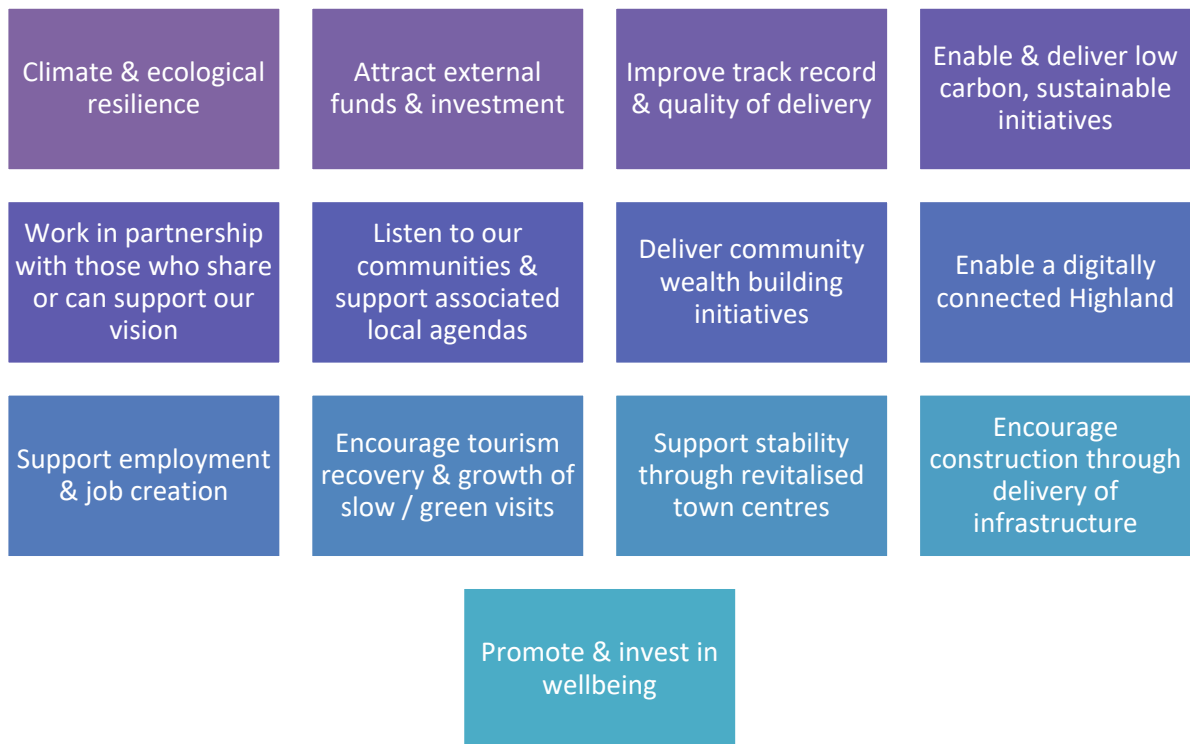 Climate & ecological
resilience
Attract external
funds & investment
Improve track record
& quality of delivery
Enable & deliver low
carbon, sustainable
initiatives
Work in partnership
with those who share
or can support our
vision
Listen to our
communities &
support associated
local agendas
Deliver community
wealth building
initiatives
Enable a digitally
connected Highland
Support employment
& job creation
Encourage tourism
recovery & growth of
slow / green visits
Support stability
through revitalised
town centres
Encourage
construction through
delivery of
infrastructure
Promote & invest in
wellbeing